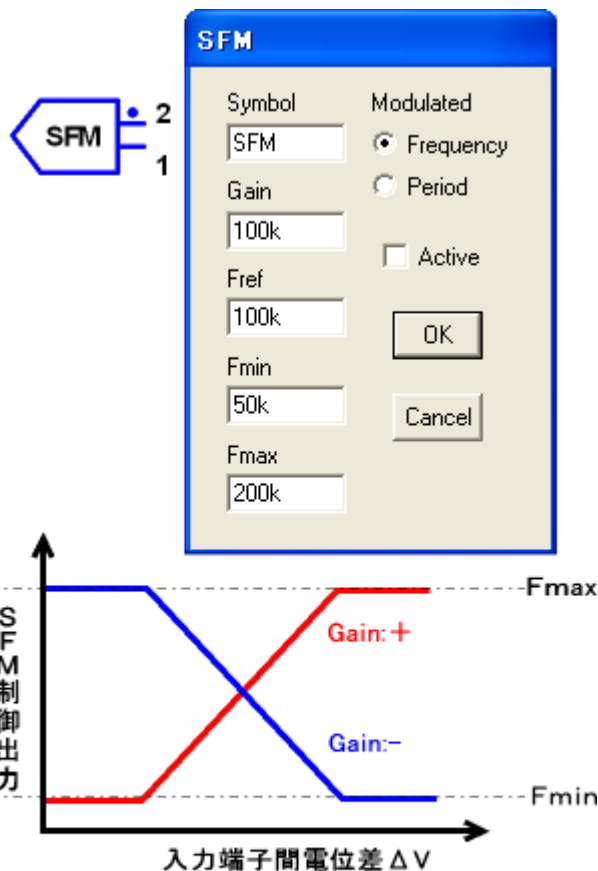 SFM
SFM
2
1
Symbol
SFM
Gain
100k
Fref
100k
Fmin
50k
Fmax
200k
Modulated
Frequency
Period
Active
OK
Cancel
SFM制御出力
Fmax
Gain:+
Gain:-
Fmin
入力端子間電位差ΔV